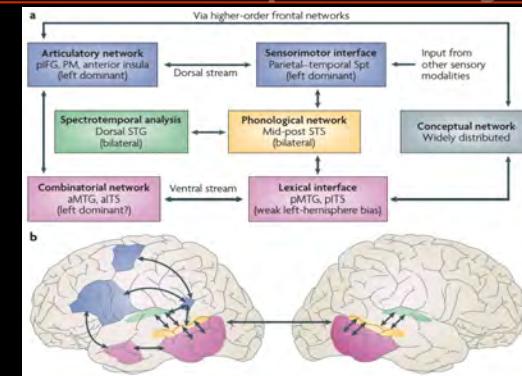 a
Via higher-order frontal networks
Articulatory network
pIFG, PM, anterior insula
(left dominant)
Dorsal stream
Sensorimotor interface
Parietal–temporal Spt
(left dominant)
Input from
other sensory
modalities
Spectrotemporal analysis
Dorsal STG
(bilateral)
Phonological network
Mid-post STS
(bilateral)
Conceptual network
Widely distributed
Combinatorial network
aMTG, aITS
(left dominant?)
Ventral stream
Lexical interface
pMTG, pITS
(weak left-hemisphere bias)
b